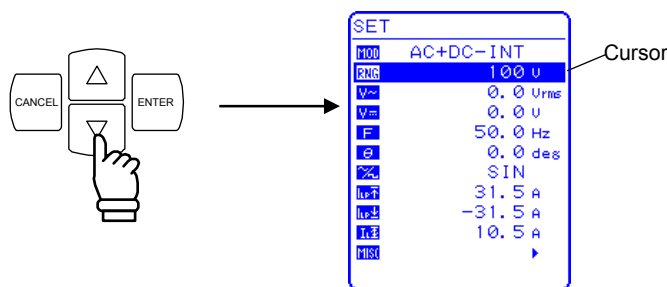 CANCEL
ENTER
SET
MOD AC+DC-INT
RNG 100 V
V~ 0.0 Vrms
V⎓ 0.0 V
F 50.0 Hz
θ 0.0 deg
SIN
31.5 A
-31.5 A
10.5 A
MISC
Cursor